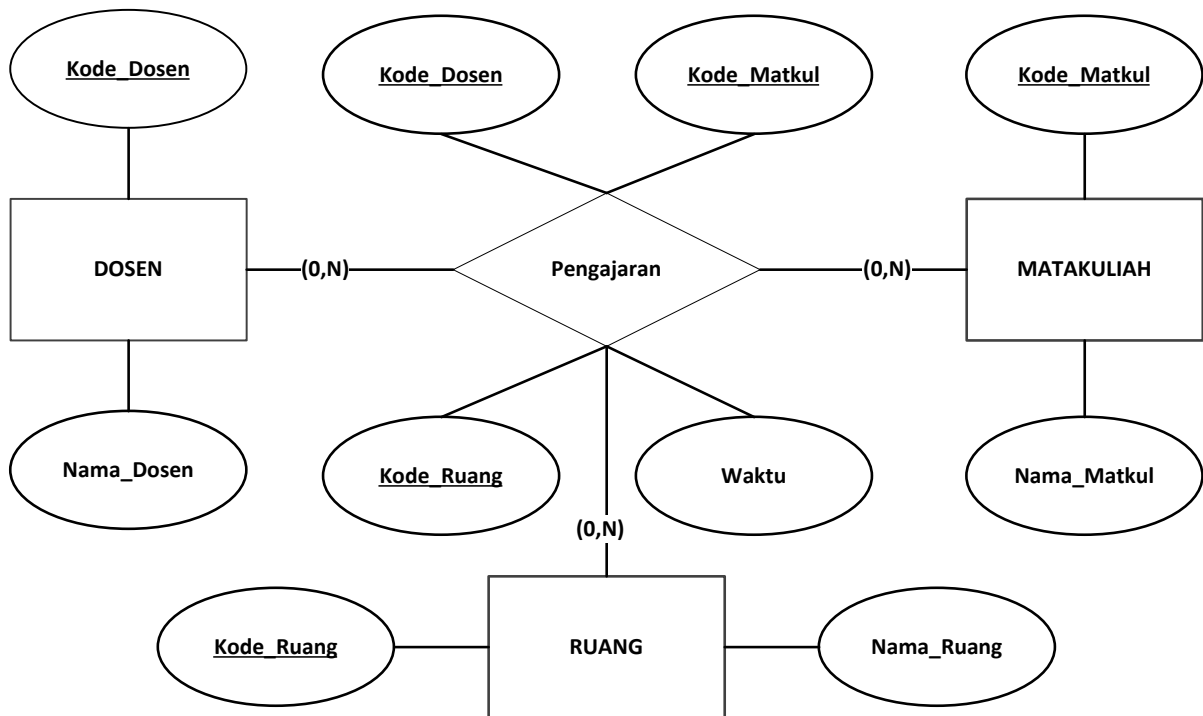 Kode_Dosen
Kode_Dosen
Kode_Matkul
Kode_Matkul
DOSEN
(0,N)
Pengajaran
(0,N)
MATAKULIAH
Nama_Dosen
Kode_Ruang
Waktu
Nama_Matkul
(0,N)
Kode_Ruang
RUANG
Nama_Ruang